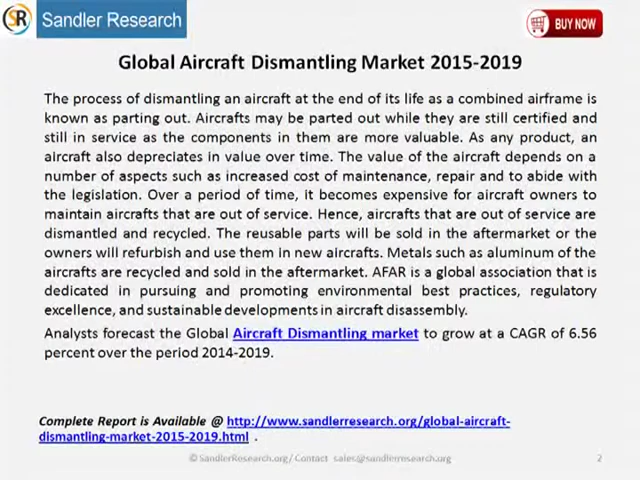 SR Sandler Research
BUY NOW
Global Aircraft Dismantling Market 2015-2019
The process of dismantling an aircraft at the end of its life as a combined airframe is
known as parting out. Aircrafts may be parted out while they are still certified and
still in service as the components in them are more valuable. As any product, an
aircraft also depreciates in value over time. The value of the aircraft depends on a
number of aspects such as increased cost of maintenance, repair and to abide with
the legislation. Over a period of time, it becomes expensive for aircraft owners to
maintain aircrafts that are out of service. Hence, aircrafts that are out of service are
dismantled and recycled. The reusable parts will be sold in the aftermarket or the
owners will refurbish and use them in new aircrafts. Metals such as aluminum of the
aircrafts are recycled and sold in the aftermarket. AFAR is a global association that is
dedicated in pursuing and promoting environmental best practices, regulatory
excellence, and sustainable developments in aircraft disassembly.
Analysts forecast the Global Aircraft Dismantling market to grow at a CAGR of 6.56
percent over the period 2014-2019.
Complete Report is Available @ http://www.sandlerresearch.org/global-aircraft-
dismantling-market-2015-2019.html .
© SandlerResearch.org/ Contact sales@sandlerresearch.org
2